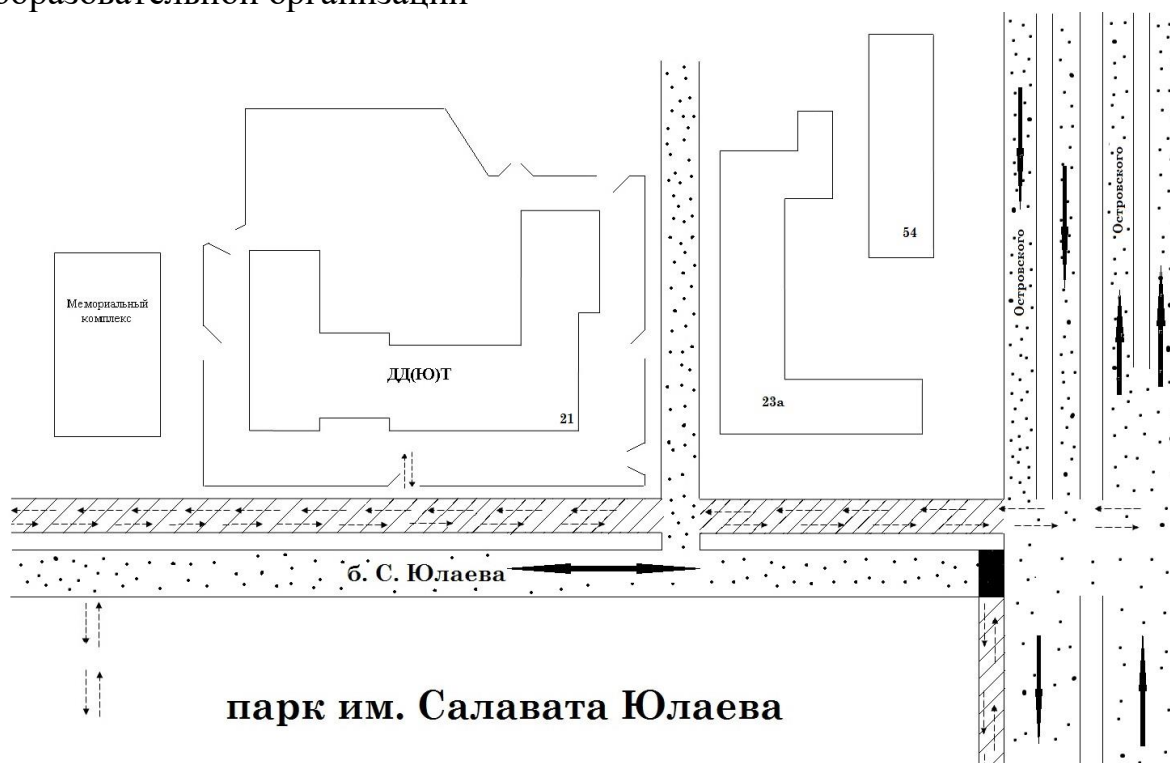 образовательной организации
Островского
Островского
54
Мемориальный
комплекс
ДД(Ю)Т
23а
21
б. С. Юлаева
парк им. Салавата Юлаева